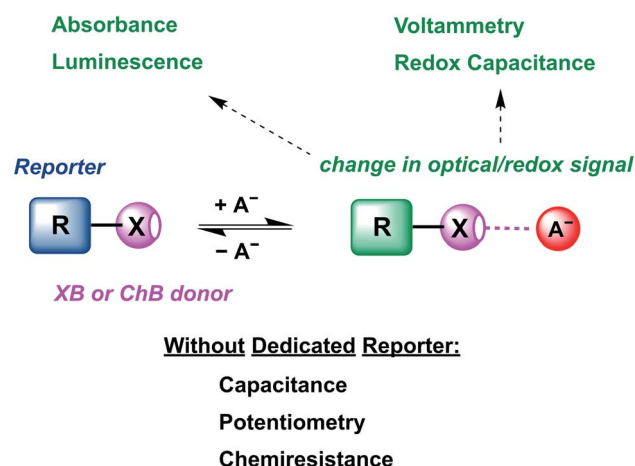 Absorbance
Luminescence
Voltammetry
Redox Capacitance
Reporter
change in optical/redox signal
R
X
+ A⁻
− A⁻
R
X
A⁻
XB or ChB donor
Without Dedicated Reporter:
Capacitance
Potentiometry
Chemiresistance